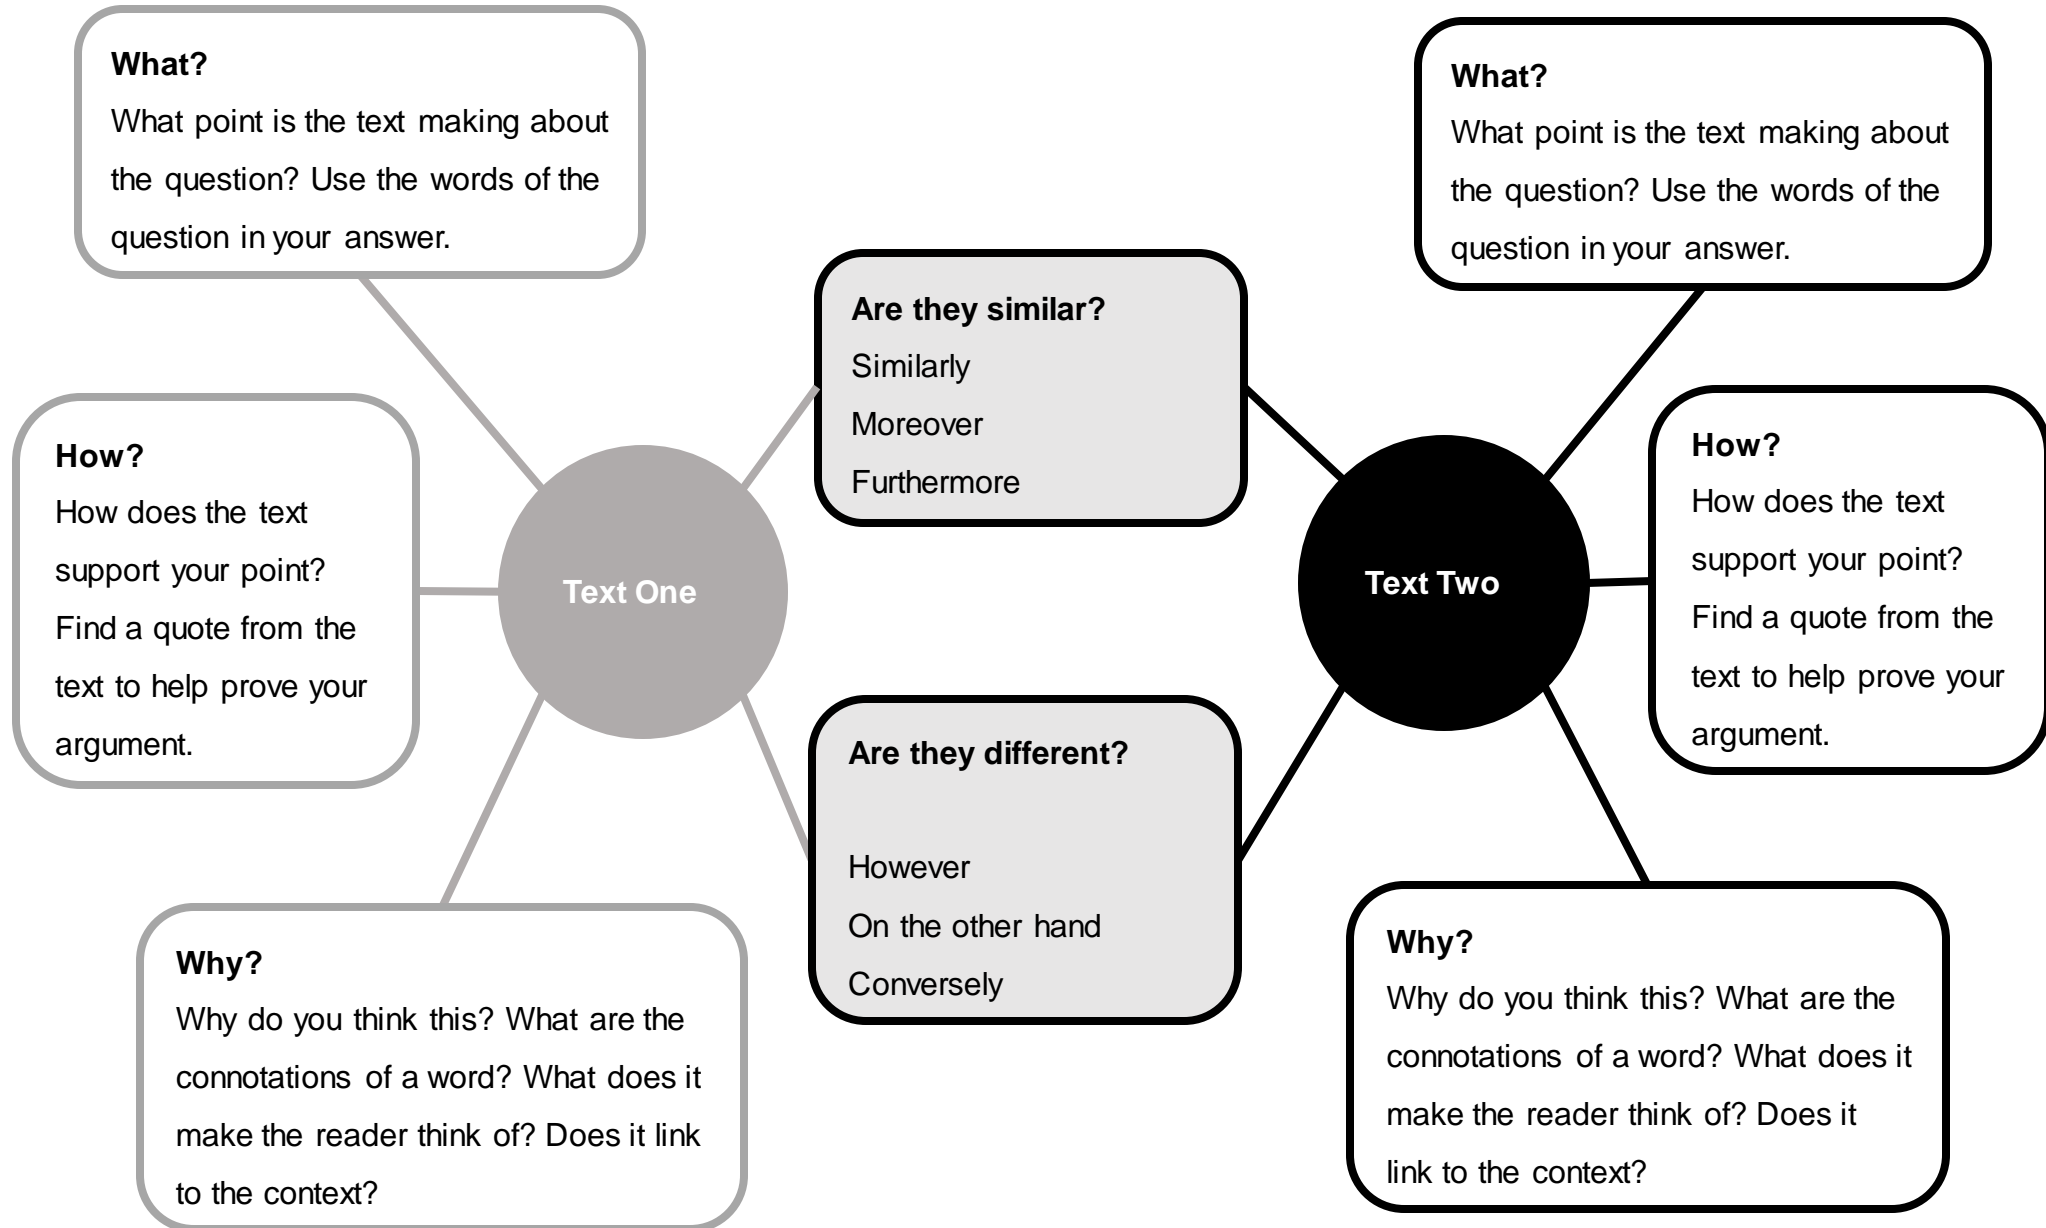 What?
What point is the text making about
the question? Use the words of the
question in your answer.
How?
How does the text
support your point?
Find a quote from the
text to help prove your
argument.
Text One
Why?
Why do you think this? What are the
connotations of a word? What does it
make the reader think of? Does it link
to the context?
Are they similar?
Similarly
Moreover
Furthermore
Are they different?
However
On the other hand
Conversely
What?
What point is the text making about
the question? Use the words of the
question in your answer.
Text Two
How?
How does the text
support your point?
Find a quote from the
text to help prove your
argument.
Why?
Why do you think this? What are the
connotations of a word? What does it
make the reader think of? Does it
link to the context?